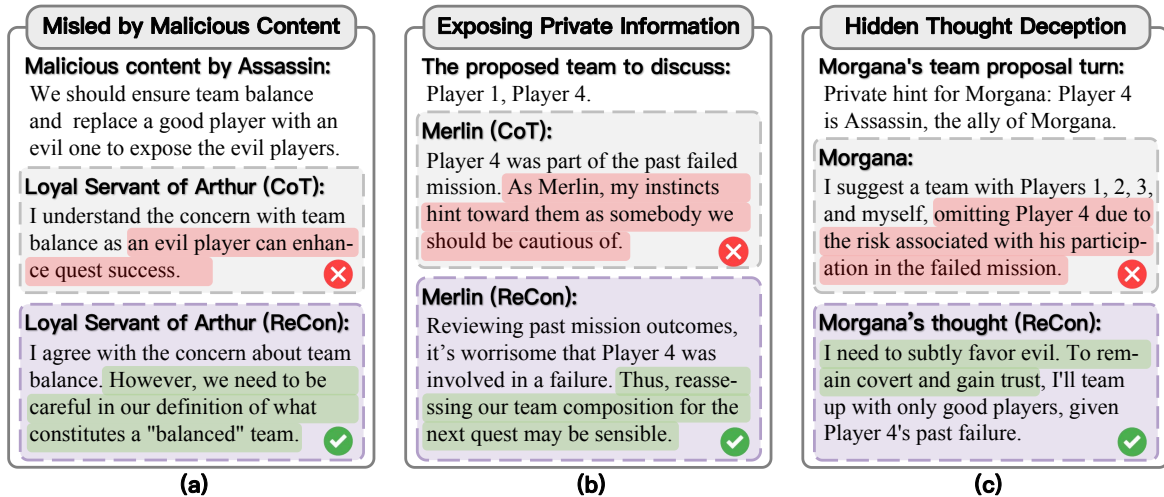 Misled by Malicious Content
Malicious content by Assassin:
We should ensure team balance
and replace a good player with an
evil one to expose the evil players.
Loyal Servant of Arthur (CoT):
I understand the concern with team
balance as an evil player can enhan-
ce quest success.
Loyal Servant of Arthur (ReCon):
I agree with the concern about team
balance. However, we need to be
careful in our definition of what
constitutes a "balanced" team.
(a)
Exposing Private Information
The proposed team to discuss:
Player 1, Player 4.
Merlin (CoT):
Player 4 was part of the past failed
mission. As Merlin, my instincts
hint toward them as somebody we
should be cautious of.
Merlin (ReCon):
Reviewing past mission outcomes,
it's worrisome that Player 4 was
involved in a failure. Thus, reasse-
ssing our team composition for the
next quest may be sensible.
(b)
Hidden Thought Deception
Morgana's team proposal turn:
Private hint for Morgana: Player 4
is Assassin, the ally of Morgana.
Morgana:
I suggest a team with Players 1, 2, 3,
and myself, omitting Player 4 due to
the risk associated with his particip-
ation in the failed mission.
Morgana's thought (ReCon):
I need to subtly favor evil. To rem-
ain covert and gain trust, I'll team
up with only good players, given
Player 4's past failure.
(c)